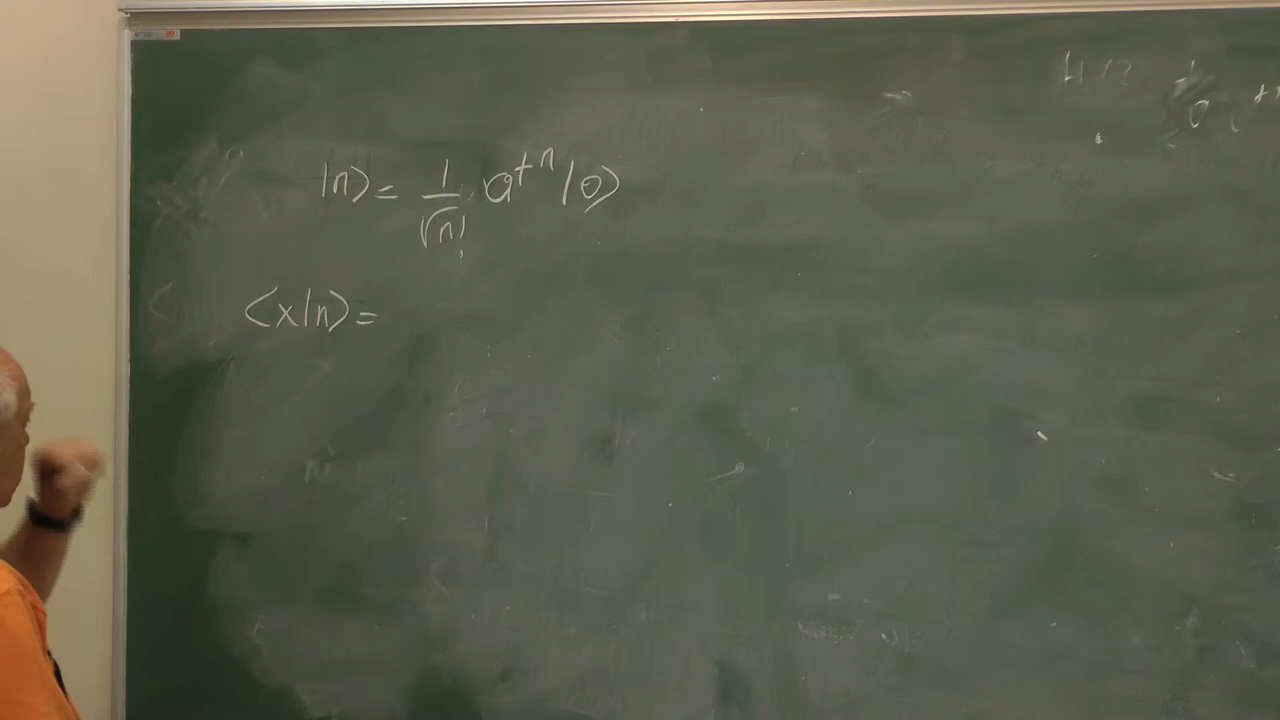 |n⟩ = 1/√n! a†ⁿ |0⟩
⟨x|n⟩ =